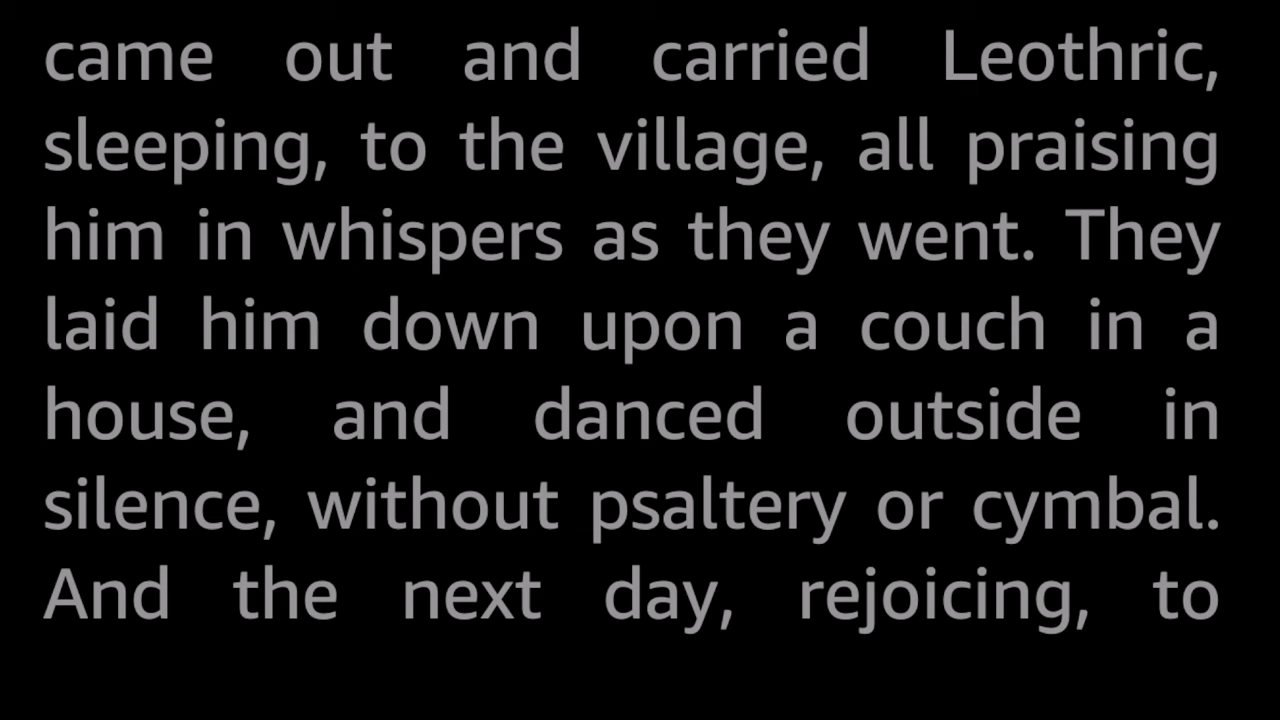 came out and carried Leothric,
sleeping, to the village, all praising
him in whispers as they went. They
laid him down upon a couch in a
house, and danced outside in
silence, without psaltery or cymbal.
And the next day, rejoicing, to